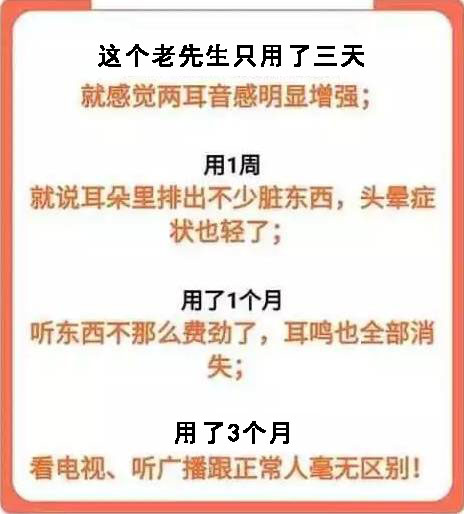 这个老先生只用了三天
就感觉两耳音感明显增强；
用1周
就说耳朵里排出不少脏东西，头晕症
状也轻了；
用了1个月
听东西不那么费劲了，耳鸣也全部消
失；
用了3个月
看电视、听广播跟正常人毫无区别！